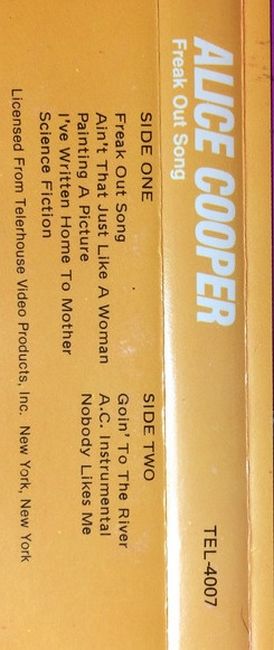 ALICE COOPER
Freak Out Song
TEL-4007
SIDE ONE
Freak Out Song
Ain't That Just Like A Woman
Painting A Picture
I've Written Home To Mother
Science Fiction
SIDE TWO
Goin' To The River
A.C. Instrumental
Nobody Likes Me
Licensed From Telerhouse Video Products, Inc. New York, New York